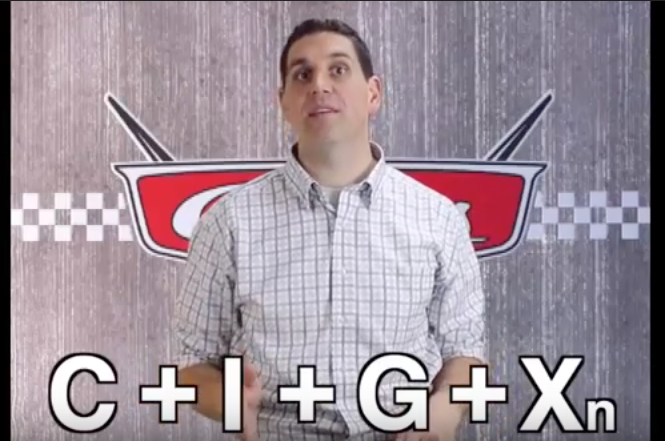 C + I + G + Xn